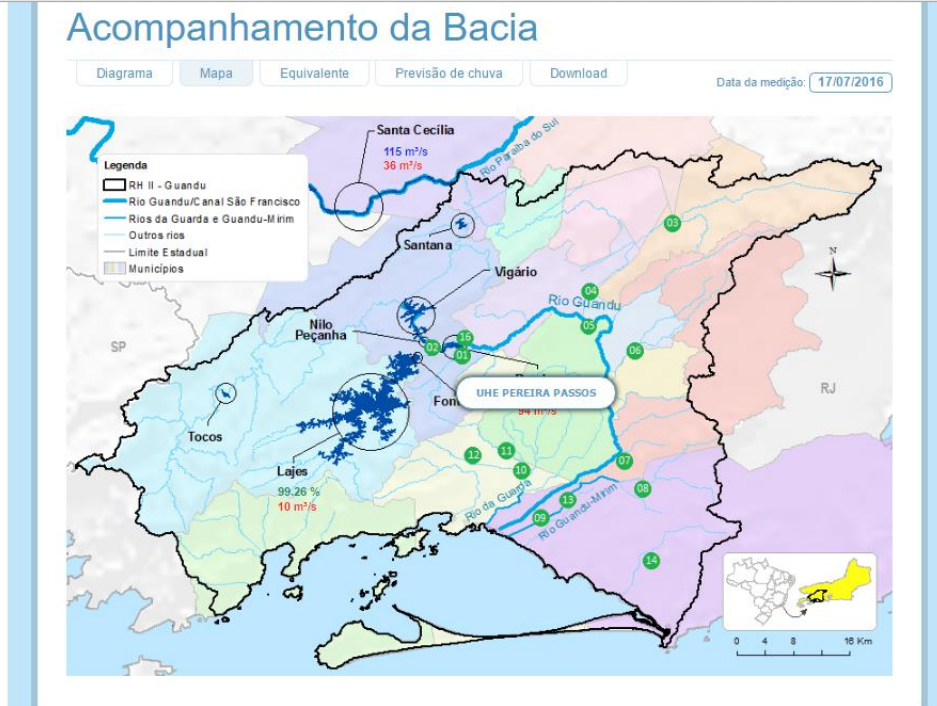 Acompanhamento da Bacia
Diagrama
Mapa
Equivalente
Previsão de chuva
Download
Data da medição: 17/07/2016
Santa Cecília
115 m³/s
36 m³/s
Rio Paraíba do Sul
Legenda
RH II - Guandu
Rio Guandu/Canal São Francisco
Rios da Guarda e Guandu-Mirim
Outros rios
Limite Estadual
Municípios
Santana
03
N
Vigário
04
Rio Guandu
05
Nilo
Peçanha
16
02
01
06
SP
RJ
UHE PEREIRA PASSOS
94 m³/s
Tocos
12
11
10
07
Lajes
99.26 %
10 m³/s
08
Rio da Guarda
13
09
Rio Guandu-Mirim
14
0 4 8 16 Km